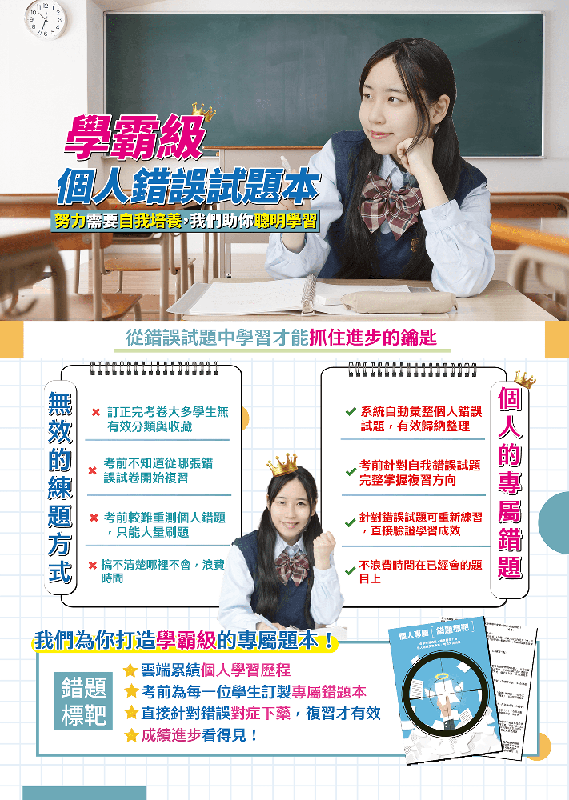 學霸級
個人錯誤試題本
努力需要自我培養,我們助你聰明學習
從錯誤試題中學習才能抓住進步的鑰匙
無效的練題方式
訂正完考卷大多學生無
有效分類與收藏
考前不知道從哪張錯
誤試卷開始複習
考前較難重測個人錯題
,只能大量刷題
搞不清楚哪裡不會,浪費
時間
個人的專屬錯題
系統自動彙整個人錯誤
試題,有效歸納整理
考前針對自我錯誤試題
完整掌握複習方向
針對錯誤試題可重新練習
,直接驗證學習成效
不浪費時間在已經會的題
目上
我們為你打造學霸級的專屬題本!
錯題
標靶
雲端累績個人學習歷程
考前為每一位學生訂製專屬錯題本
直接針對錯誤對症下藥,複習才有效
成績進步看得見!
個人專屬[錯題標靶]